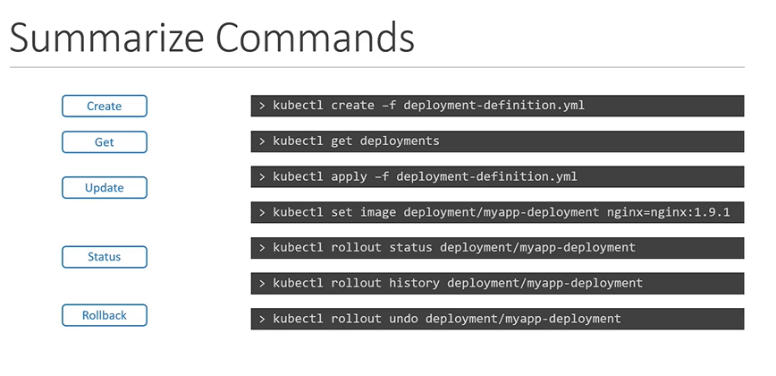 Summarize Commands
Create
> kubectl create –f deployment-definition.yml
Get
> kubectl get deployments
Update
> kubectl apply –f deployment-definition.yml
> kubectl set image deployment/myapp-deployment nginx=nginx:1.9.1
Status
> kubectl rollout status deployment/myapp-deployment
> kubectl rollout history deployment/myapp-deployment
Rollback
> kubectl rollout undo deployment/myapp-deployment